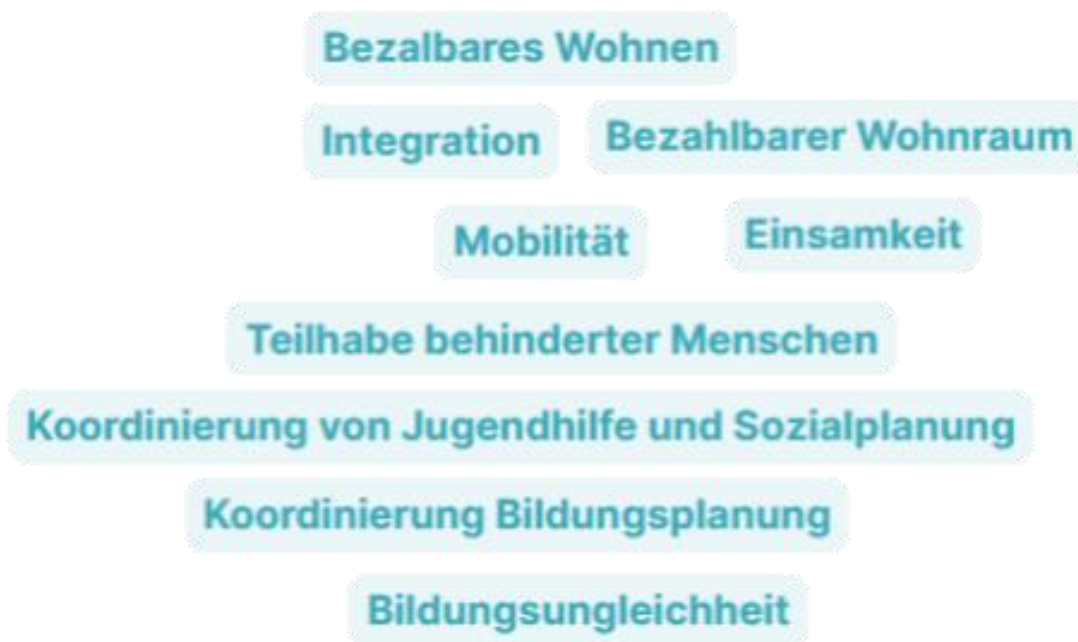 Bezalbares Wohnen
Integration Bezahlbarer Wohnraum
Mobilität Einsamkeit
Teilhabe behinderter Menschen
Koordinierung von Jugendhilfe und Sozialplanung
Koordinierung Bildungsplanung
Bildungsungleichheit